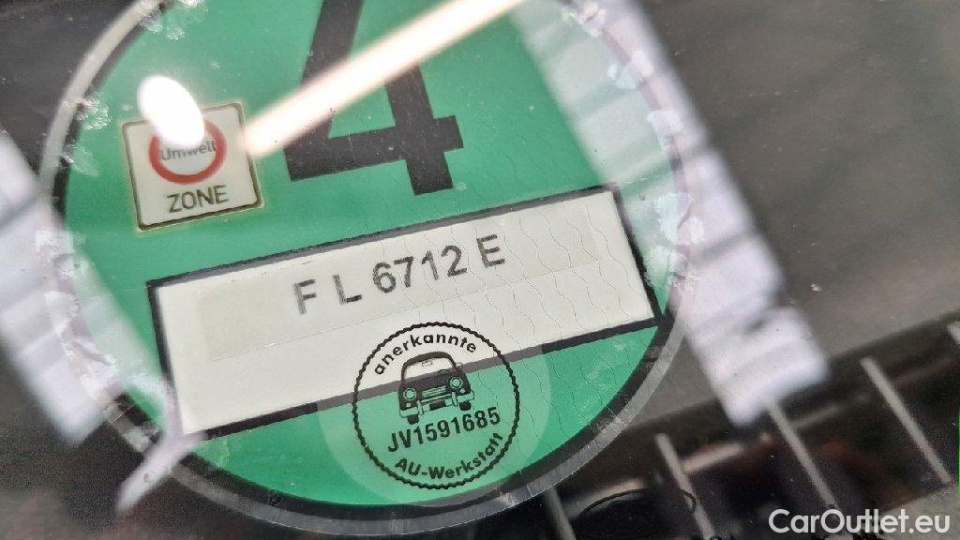 4
Umwelt
ZONE
F L 6712 E
anerkannte
JV1591685
AU-Werkstatt
CarOutlet.eu